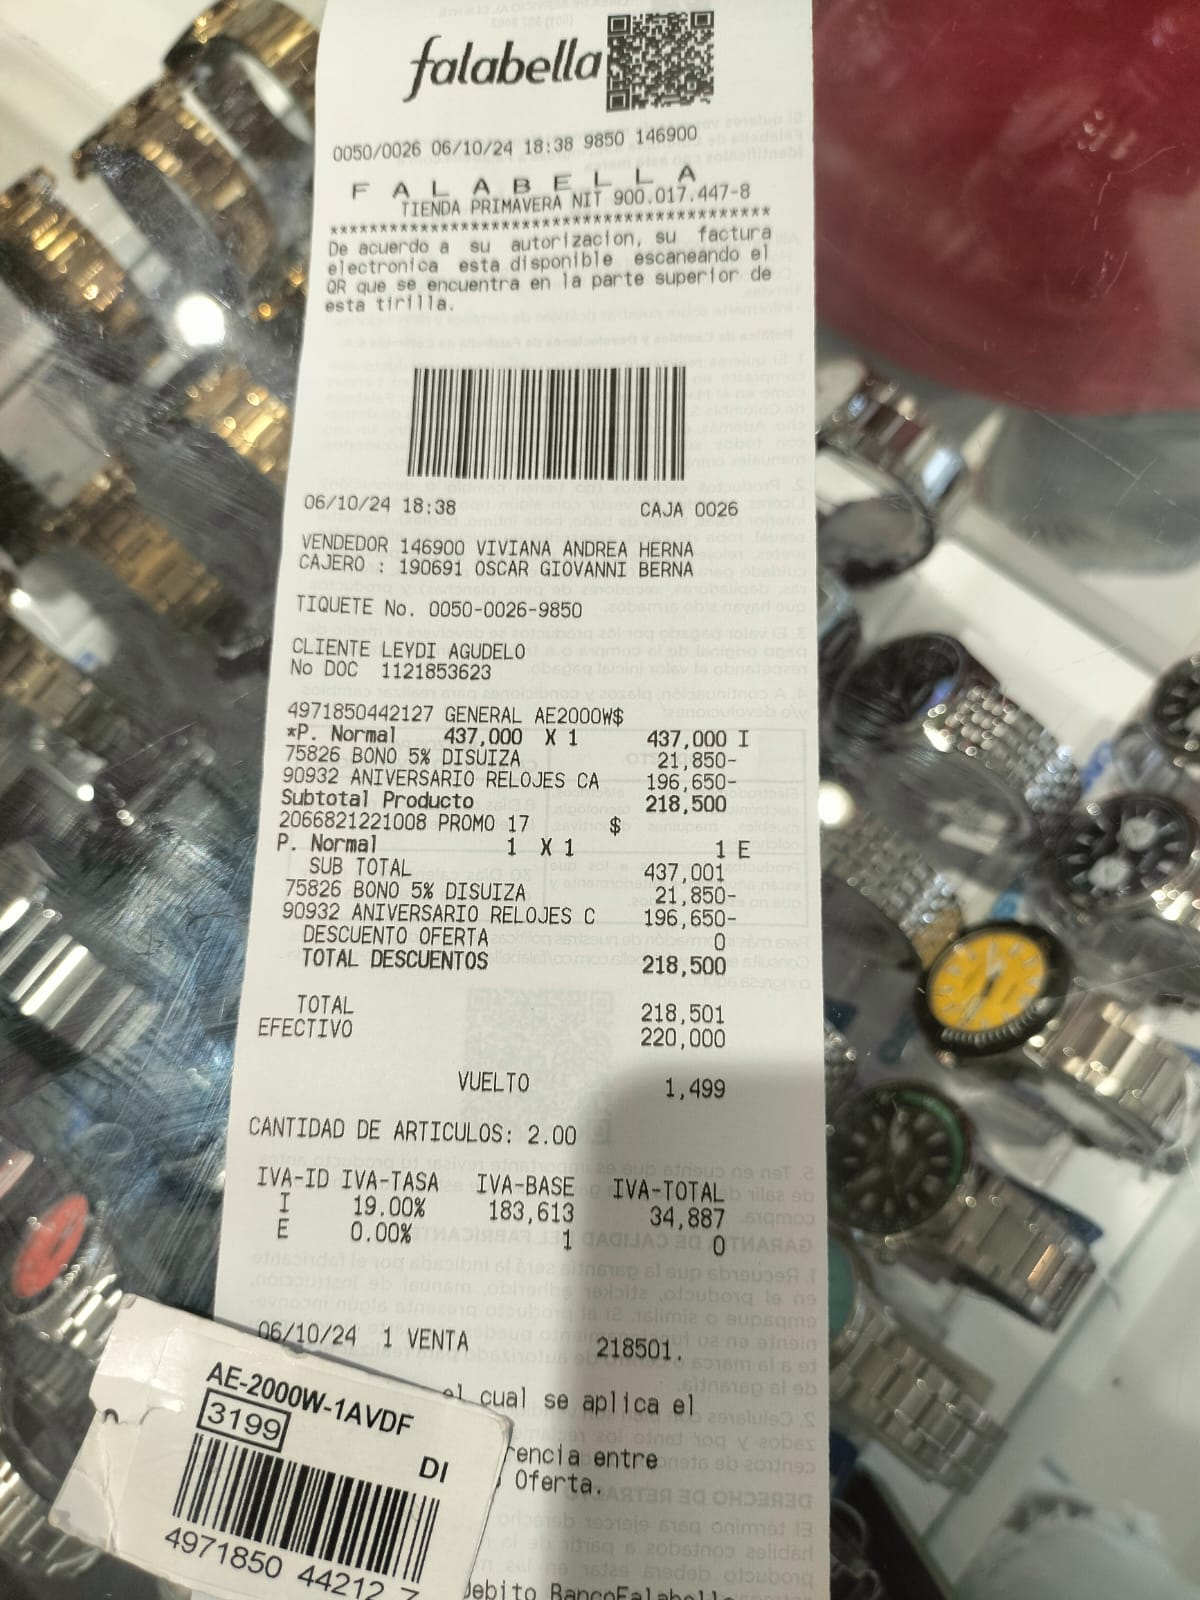 falabella
0050/0026 06/10/24 18:38 9850 146900
F A L A B E L L A
TIENDA PRIMAVERA NIT 900.017.447-8
******************************************
De acuerdo a su autorizacion, su factura
electronica esta disponible escaneando el
QR que se encuentra en la parte superior de
esta tirilla.
06/10/24 18:38 CAJA 0026
VENDEDOR 146900 VIVIANA ANDREA HERNA
CAJERO : 190691 OSCAR GIOVANNI BERNA
TIQUETE No. 0050-0026-9850
CLIENTE LEYDI AGUDELO
No DOC 1121853623
4971850442127 GENERAL AE2000W$
*P. Normal 437,000 X 1 437,000 I
75826 BONO 5% DISUIZA 21,850-
90932 ANIVERSARIO RELOJES CA 196,650-
Subtotal Producto 218,500
2066821221008 PROMO 17 $
P. Normal 1 X 1 1 E
SUB TOTAL 437,001
75826 BONO 5% DISUIZA 21,850-
90932 ANIVERSARIO RELOJES C 196,650-
DESCUENTO OFERTA 0
TOTAL DESCUENTOS 218,500
TOTAL 218,501
EFECTIVO 220,000
VUELTO 1,499
CANTIDAD DE ARTICULOS: 2.00
IVA-ID IVA-TASA IVA-BASE IVA-TOTAL
I 19.00% 183,613 34,887
E 0.00% 1 0
06/10/24 1 VENTA 218501.
el cual se aplica el
rencia entre
Oferta.
AE-2000W-1AVDF
3199
DI
4971850 44212 7